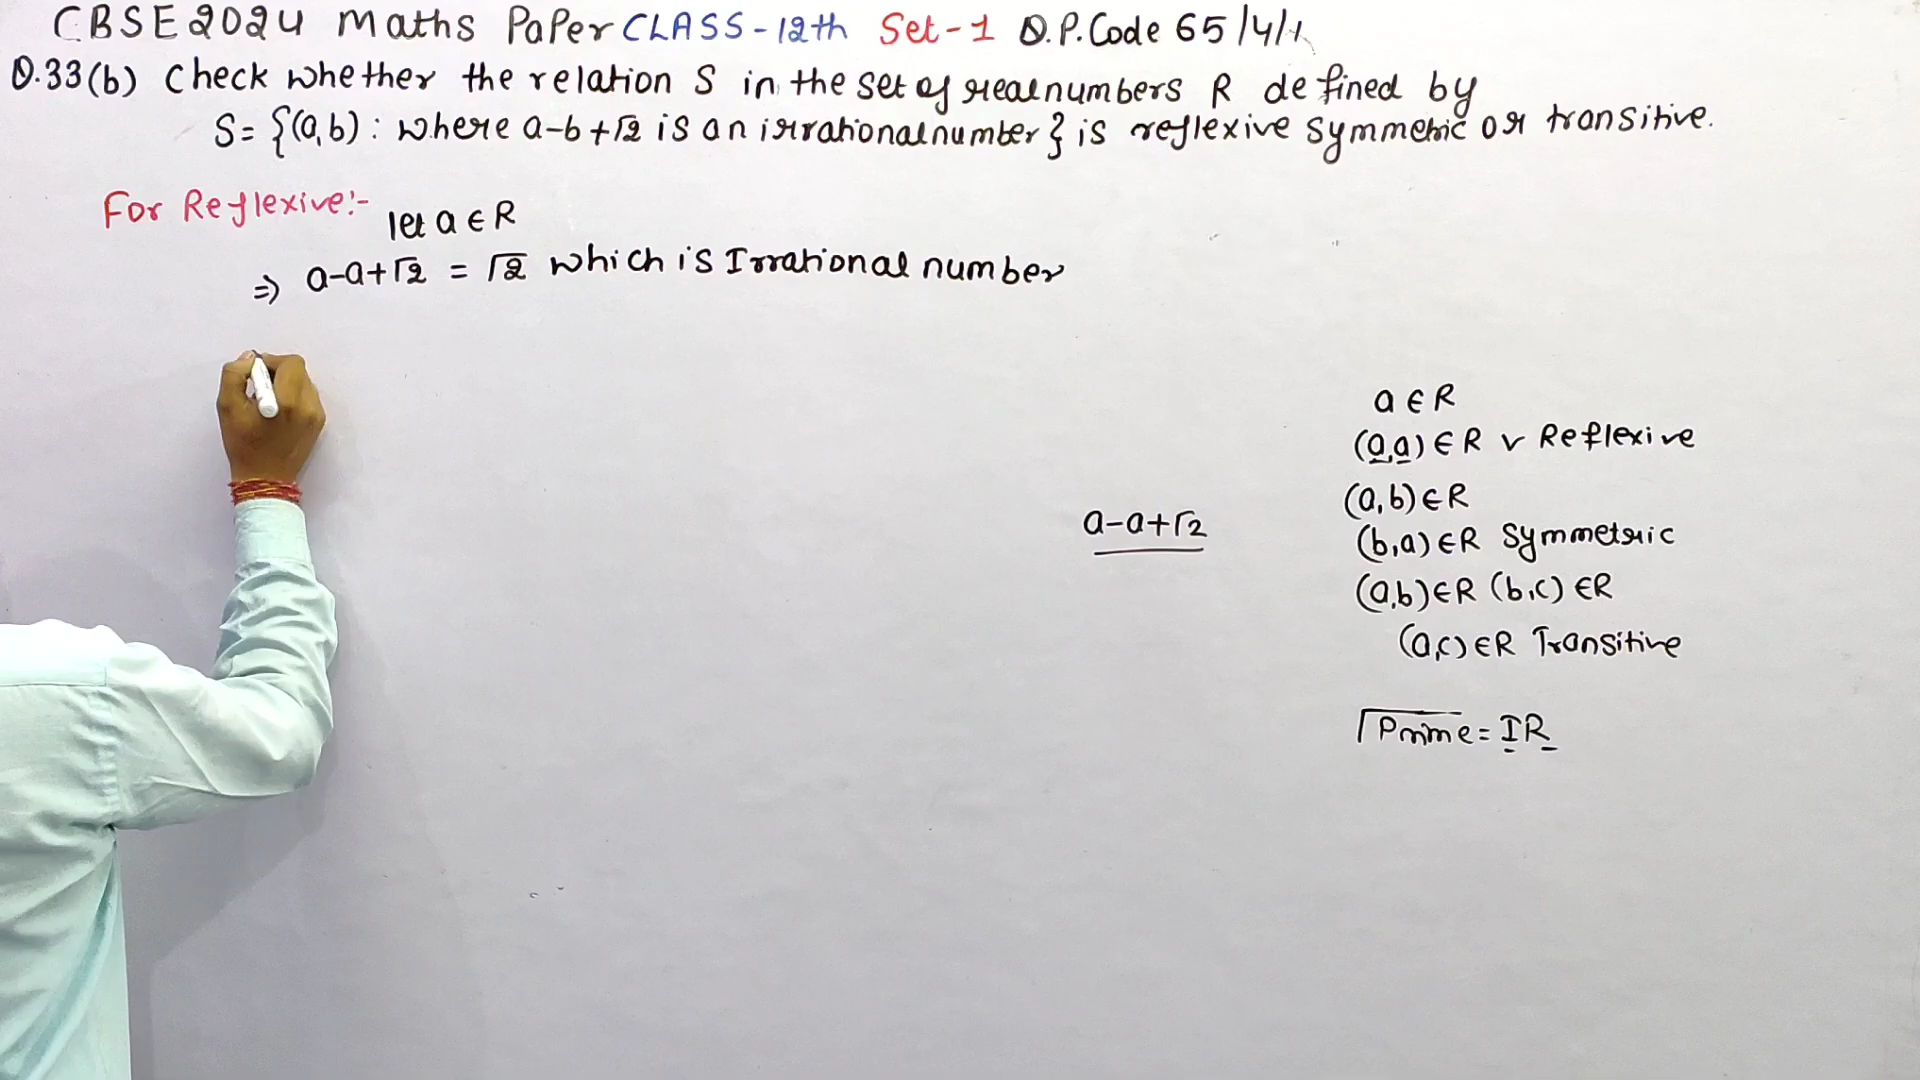 CBSE 2024 Maths Paper CLASS-12th Set-1 Q.P.Code 65/4/1
Q.33(b) Check whether the relation S in the set of real numbers R defined by
S= {(a,b) : where a-b+√2 is an irrational number} is reflexive symmetric or transitive.
For Reflexive:-
let a ∈ R
⇒ a-a+√2 = √2 which is Irrational number
a ∈ R
(a,a) ∈ R ✓ Reflexive
(a,b) ∈ R
a-a+√2
(b,a) ∈ R Symmetric
(a,b) ∈ R (b,c) ∈ R
(a,c) ∈ R Transitive
√Prime = IR